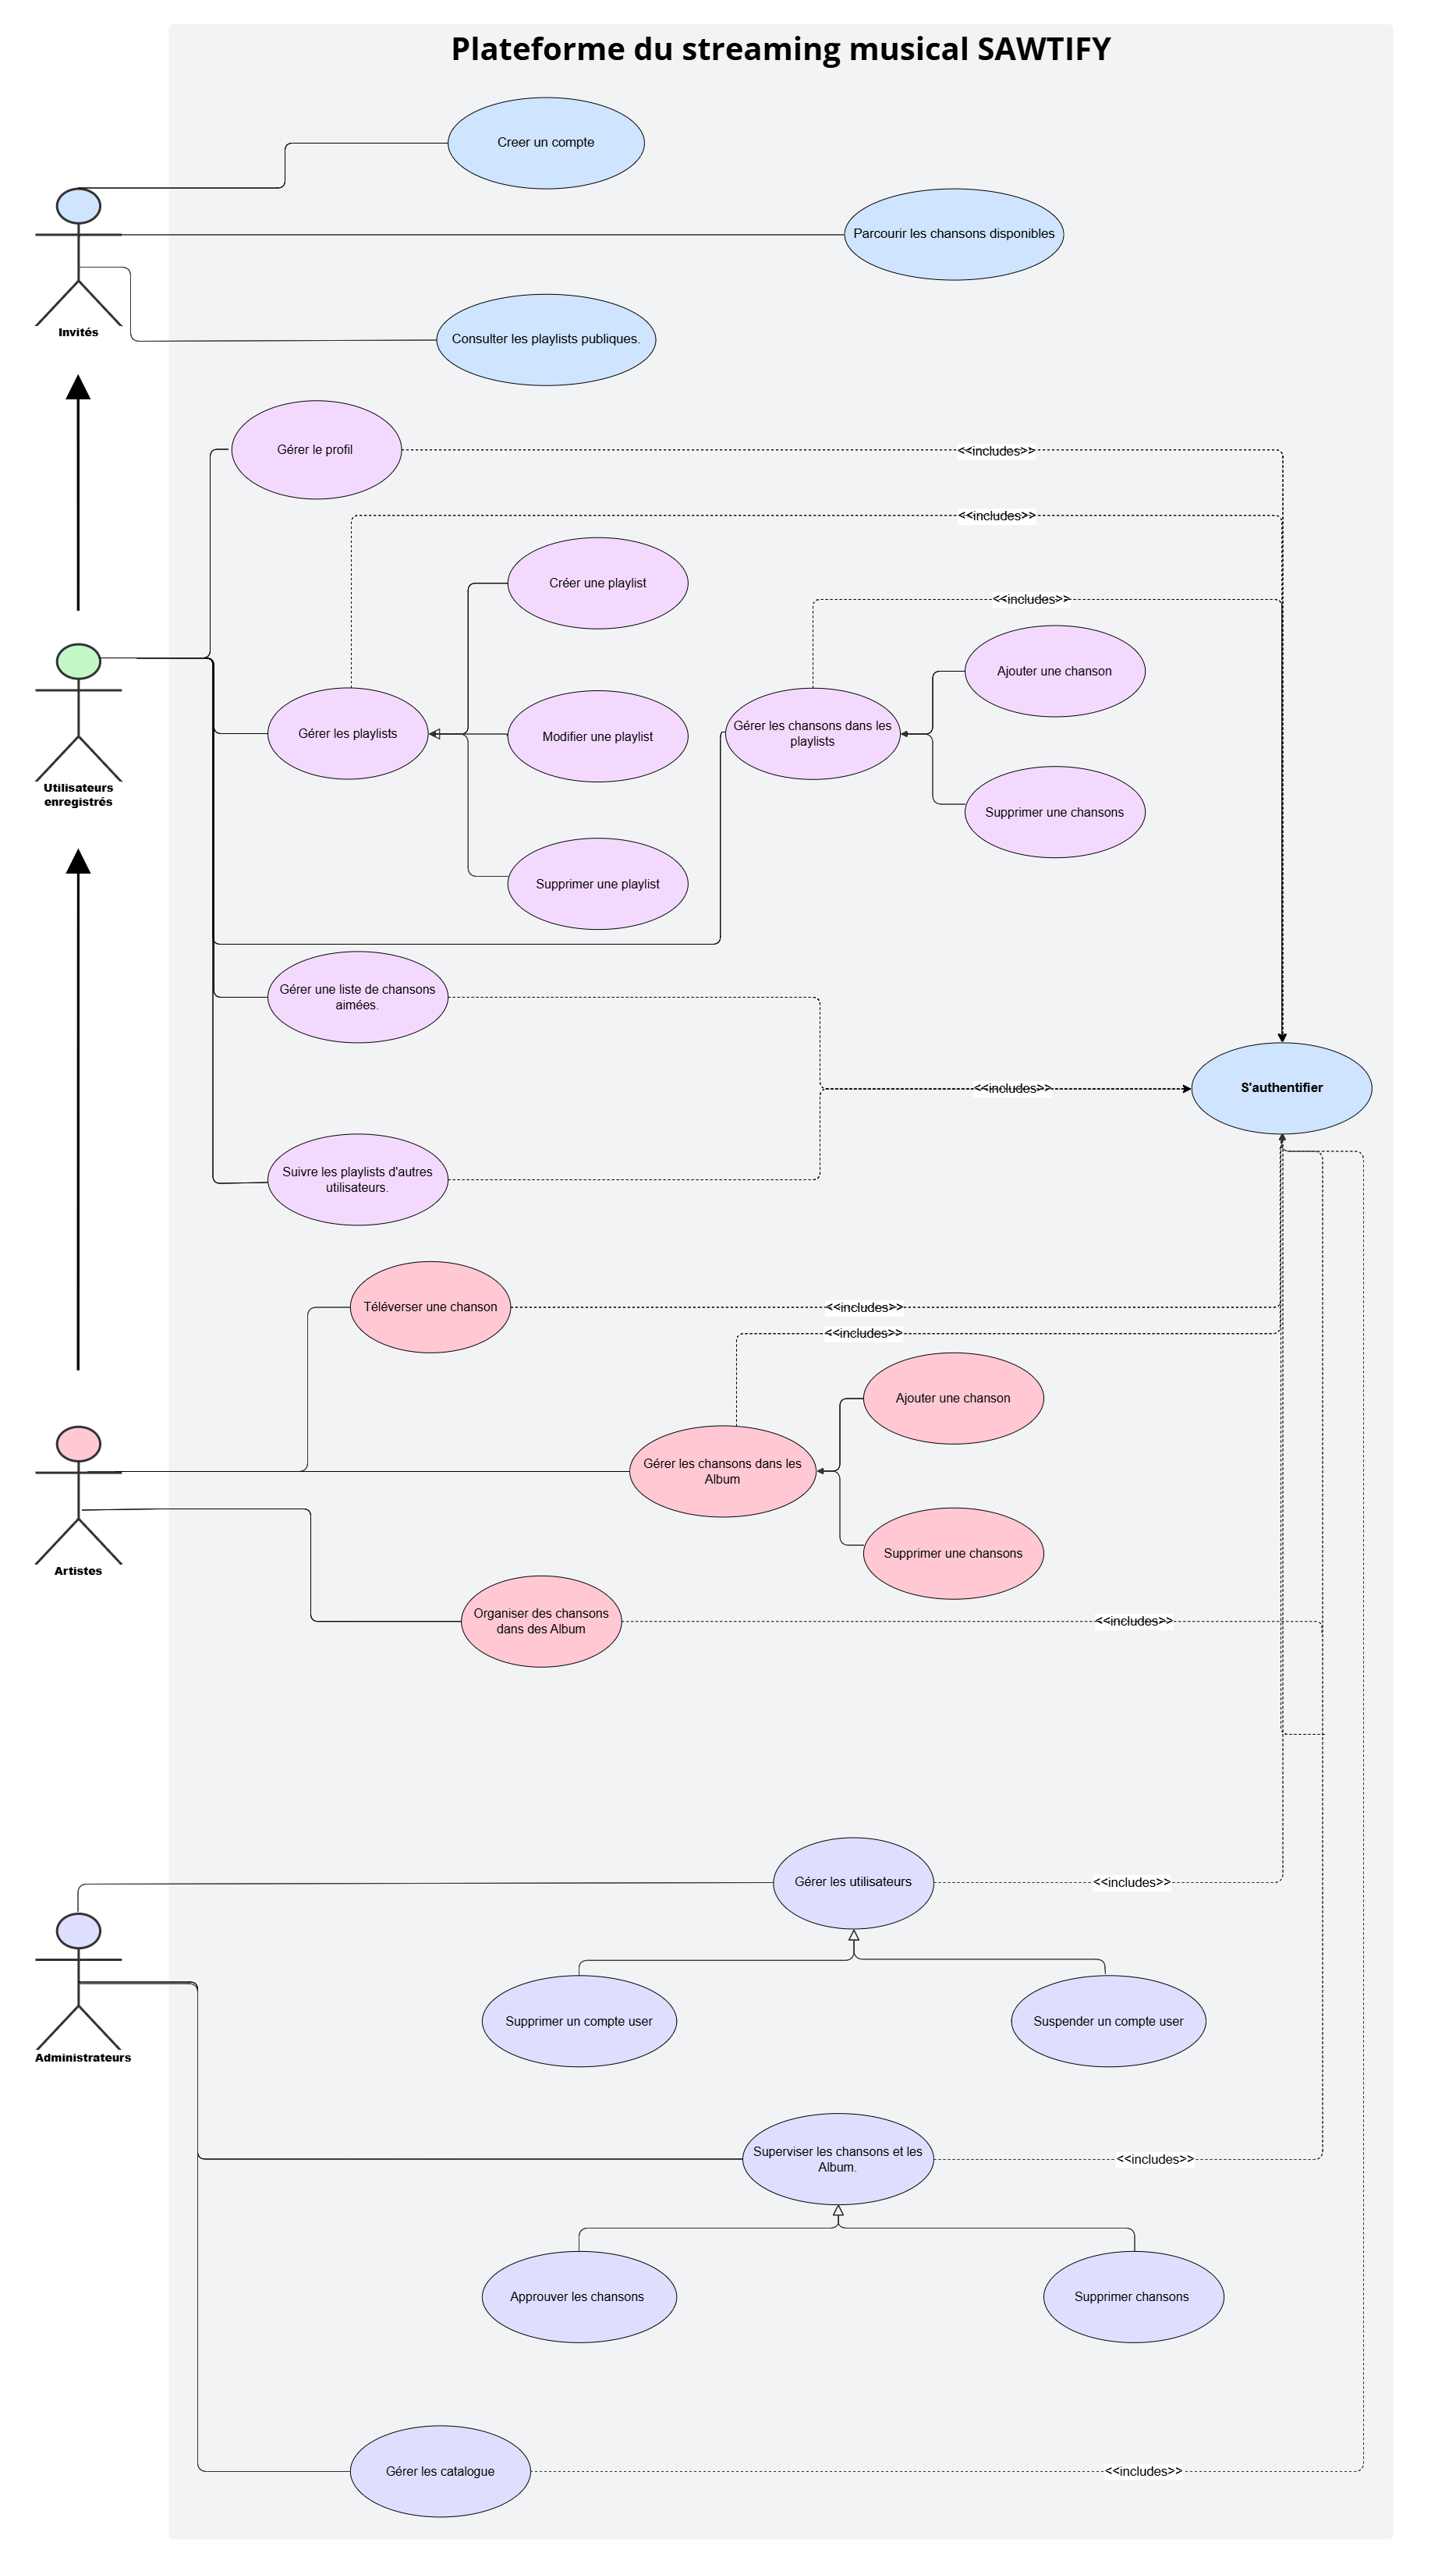 Plateforme du streaming musical SAWTIFY
Creer un compte
Parcourir les chansons disponibles
Invités
Consulter les playlists publiques.
Gérer le profil
<<includes>>
<<includes>>
Créer une playlist
<<includes>>
Ajouter une chanson
Gérer les playlists
Modifier une playlist
Gérer les chansons dans les
playlists
Utilisateurs
enregistrés
Supprimer une chansons
Supprimer une playlist
Gérer une liste de chansons
aimées.
<<includes>>
S'authentifier
Suivre les playlists d'autres
utilisateurs.
Téléverser une chanson
<<includes>>
<<includes>>
Ajouter une chanson
Gérer les chansons dans les
Album
Supprimer une chansons
Artistes
Organiser des chansons
dans des Album
<<includes>>
Gérer les utilisateurs
<<includes>>
Supprimer un compte user
Suspender un compte user
Administrateurs
Superviser les chansons et les
Album.
<<includes>>
Approuver les chansons
Supprimer chansons
Gérer les catalogue
<<includes>>